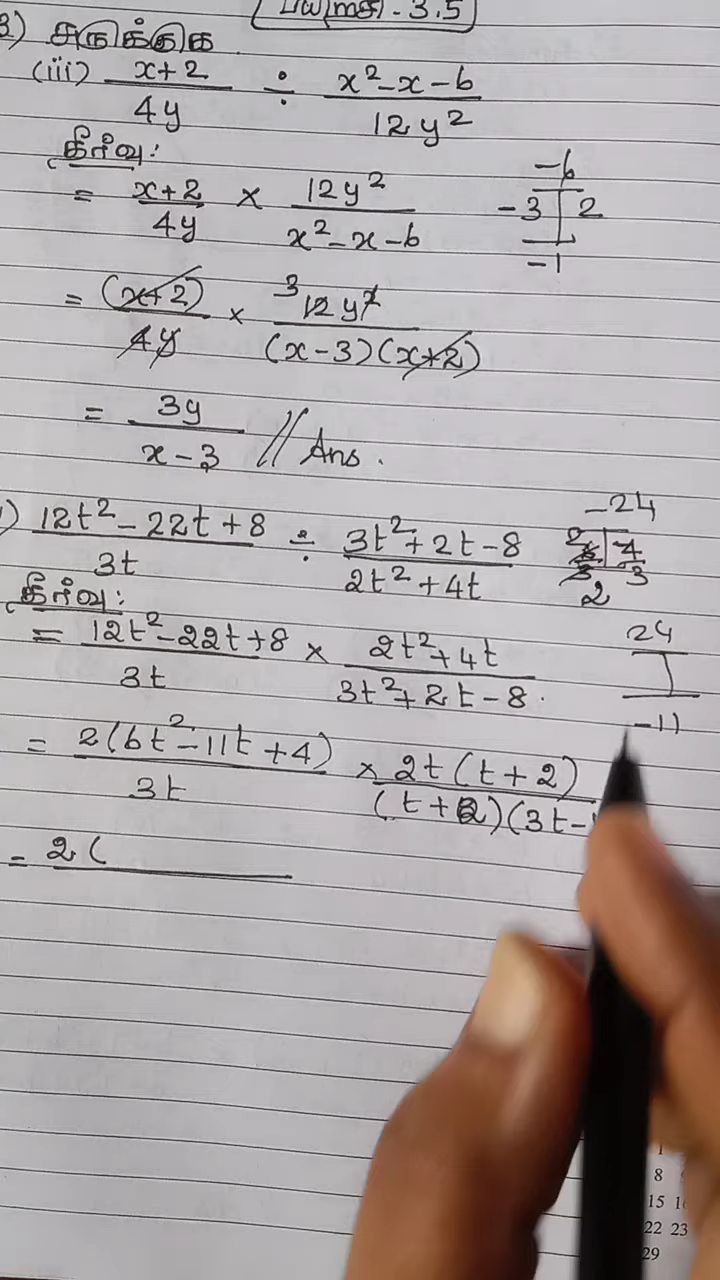 பயிற்சி - 3.5
3) சுருக்குக
(iii) x+2/4y ÷ x²-x-6/12y²
தீர்வு:
= x+2/4y × 12y²/x²-x-6
-6
-3 | 2
-1
= (x+2)/4y × 3 12y²/(x-3)(x+2)
= 3y/x-3 // Ans.
) 12t²-22t+8/3t ÷ 3t²+2t-8/2t²+4t
-24
தீர்வு:
2
= 12t²-22t+8/3t × 2t²+4t/3t²+2t-8
24
-11
= 2(6t²-11t+4)/3t × 2t(t+2)/(t+2)(3t-
= 2(
8
15
22 23
29